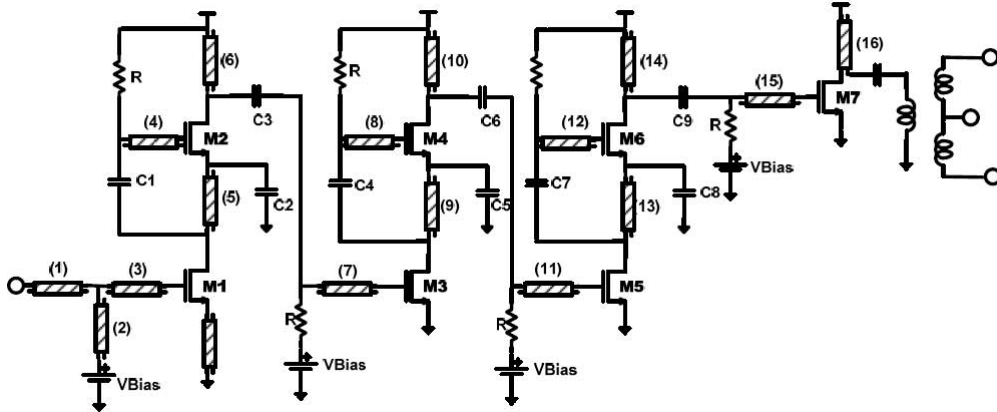 (6)
(10)
(14)
(16)
R
R
(15)
M7
(4)
M2
C3
(8)
M4
C6
(12)
M6
C9
R
VBias
C1
(5)
C2
C4
(9)
C5
C7
(13)
C8
(1)
(3)
M1
(7)
M3
(11)
M5
(2)
R
R
VBias
VBias
VBias